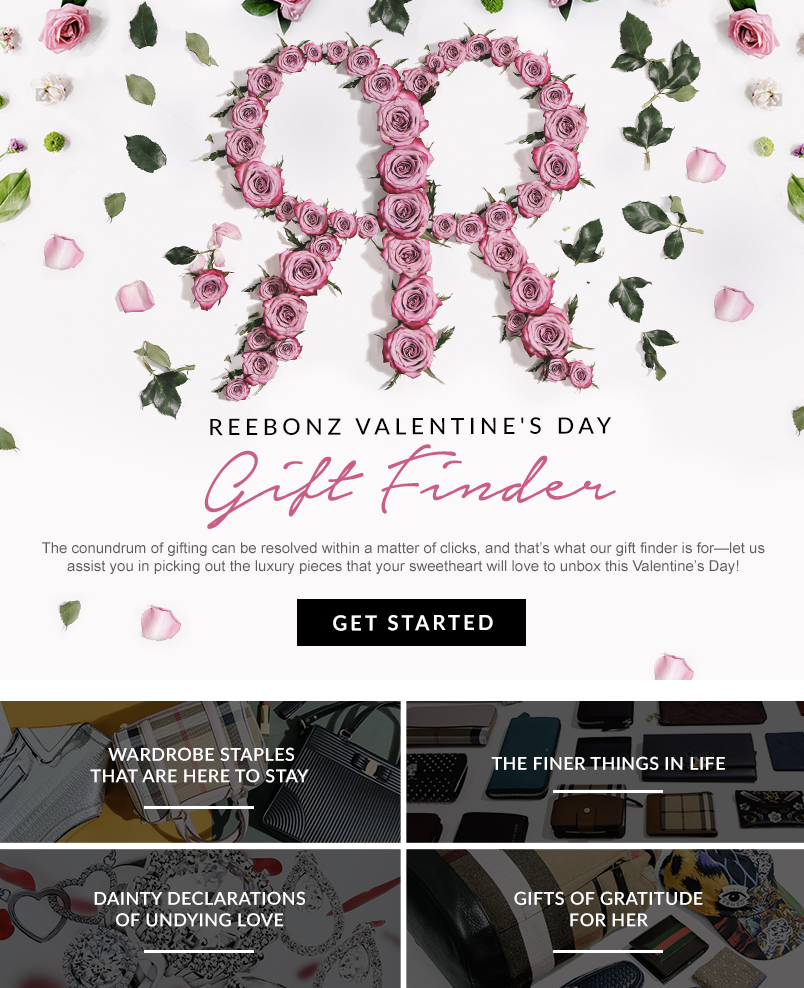 REEBONZ VALENTINE'S DAY
Gift Finder
The conundrum of gifting can be resolved within a matter of clicks, and that's what our gift finder is for—let us
assist you in picking out the luxury pieces that your sweetheart will love to unbox this Valentine's Day!
GET STARTED
WARDROBE STAPLES
THAT ARE HERE TO STAY
THE FINER THINGS IN LIFE
DAINTY DECLARATIONS
OF UNDYING LOVE
GIFTS OF GRATITUDE
FOR HER